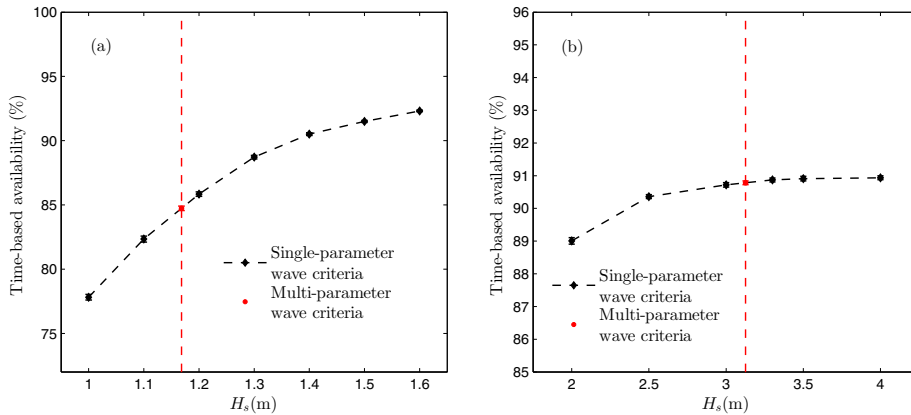 (a)
Time-based availability (%)
100
95
90
85
80
75
Single-parameter
wave criteria
Multi-parameter
wave criteria
1 1.1 1.2 1.3 1.4 1.5 1.6
H_s(m)
(b)
Time-based availability (%)
96
95
94
93
92
91
90
89
88
87
86
85
Single-parameter
wave criteria
Multi-parameter
wave criteria
2 2.5 3 3.5 4
H_s(m)